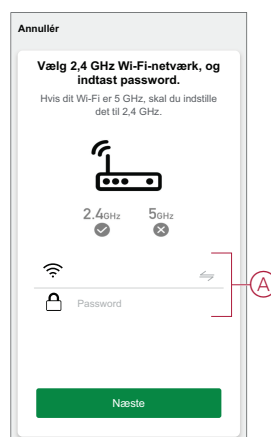 Annullér
Vælg 2,4 GHz Wi-Fi-netværk, og
indtast password.
Hvis dit Wi-Fi er 5 GHz, skal du indstille
det til 2,4 GHz.
2.4GHz 5GHz
A
Password
Næste